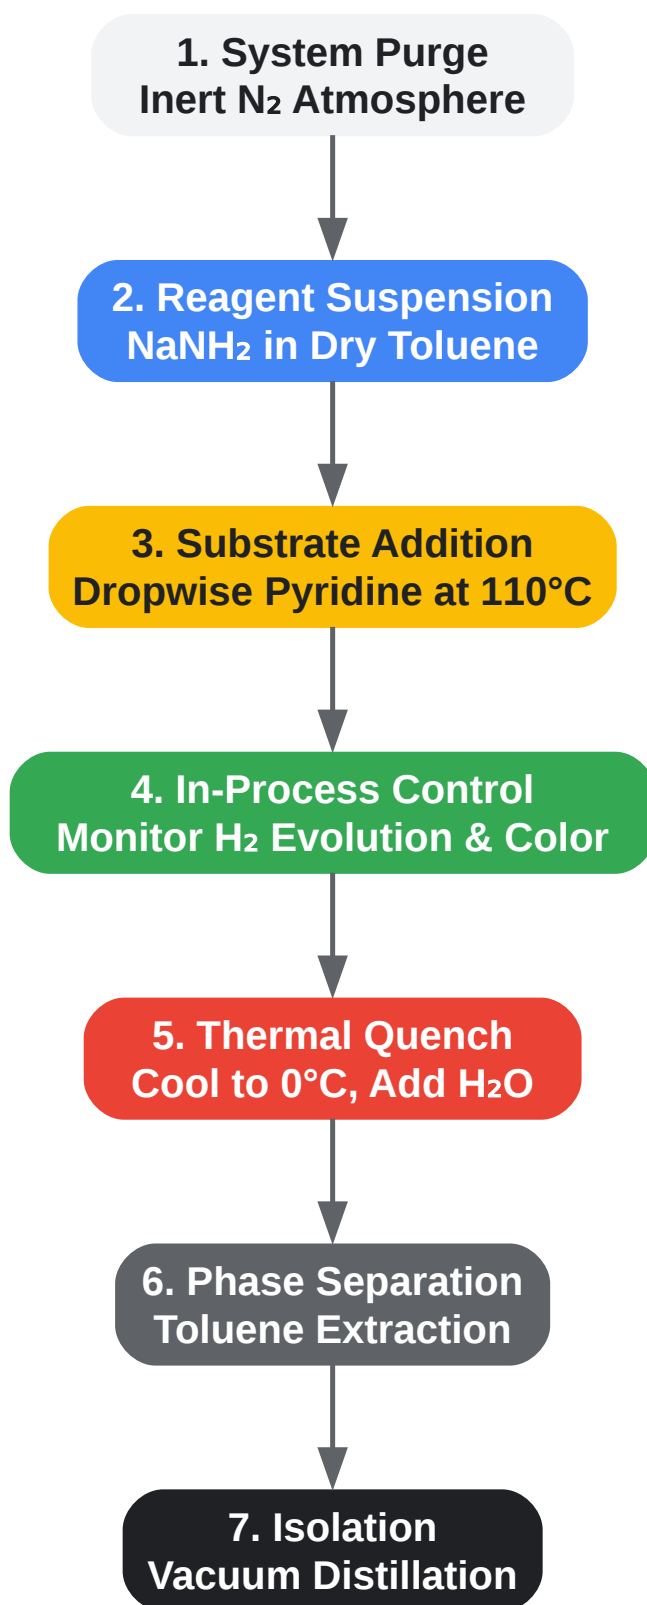 1. System Purge
Inert N₂ Atmosphere
2. Reagent Suspension
NaNH₂ in Dry Toluene
3. Substrate Addition
Dropwise Pyridine at 110°C
4. In-Process Control
Monitor H₂ Evolution & Color
5. Thermal Quench
Cool to 0°C, Add H₂O
6. Phase Separation
Toluene Extraction
7. Isolation
Vacuum Distillation